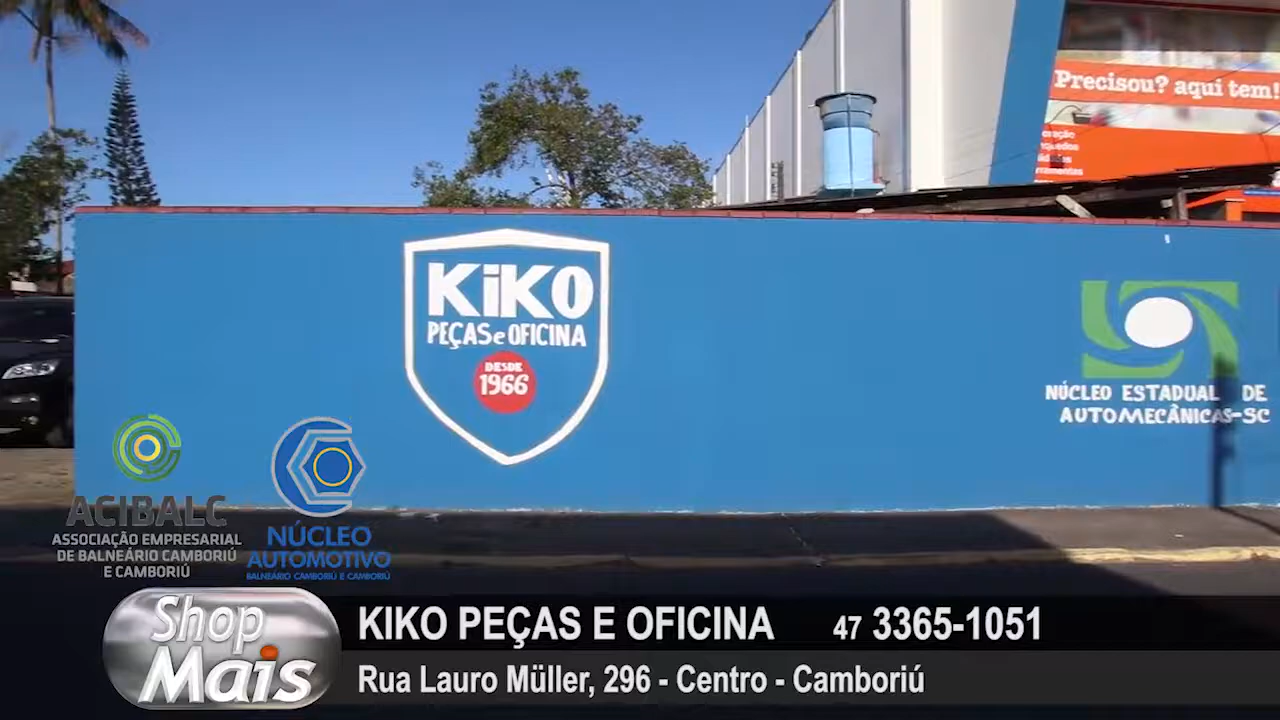 Precisou? aqui tem!
KiKO
PEÇAS e OFICINA
DESDE
1966
NÚCLEO ESTADUAL DE
AUTOMECÂNICAS-SC
ACIBALC
ASSOCIAÇÃO EMPRESARIAL
DE BALNEÁRIO CAMBORIÚ
E CAMBORIÚ
NÚCLEO
AUTOMOTIVO
BALNEÁRIO CAMBORIÚ E CAMBORIÚ
Shop
Mais
KIKO PEÇAS E OFICINA 47 3365-1051
Rua Lauro Müller, 296 - Centro - Camboriú